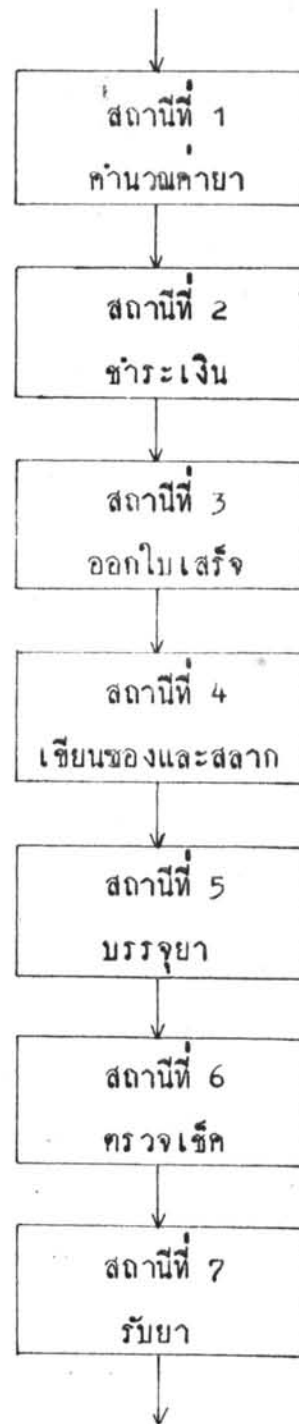 สถานีที่ 1
คำนวณค่ายา
สถานีที่ 2
ชำระเงิน
สถานีที่ 3
ออกใบเสร็จ
สถานีที่ 4
เขียนซองและสลาก
สถานีที่ 5
บรรจุยา
สถานีที่ 6
ตรวจเช็ค
สถานีที่ 7
รับยา